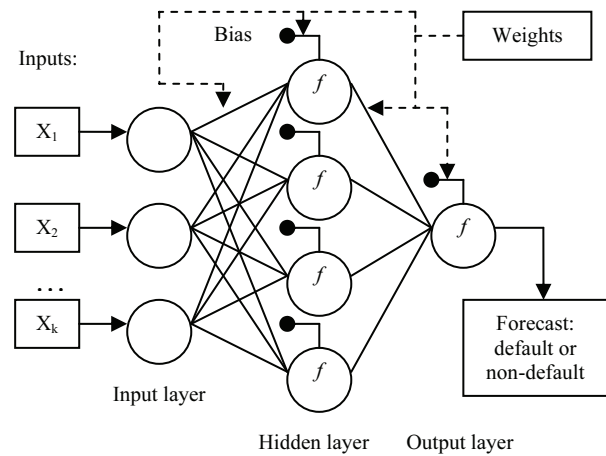 Bias
Weights
Inputs:
f
X1
f
X2
f
f
...
Xk
f
Forecast:
default or
non-default
Input layer
Hidden layer
Output layer